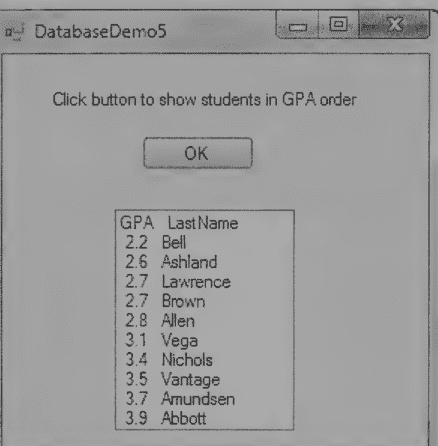 DatabaseDemo5
Click button to show students in GPA order
OK
GPA LastName
2.2 Bell
2.6 Ashland
2.7 Lawrence
2.7 Brown
2.8 Allen
3.1 Vega
3.4 Nichols
3.5 Vantage
3.7 Amundsen
3.9 Abbott